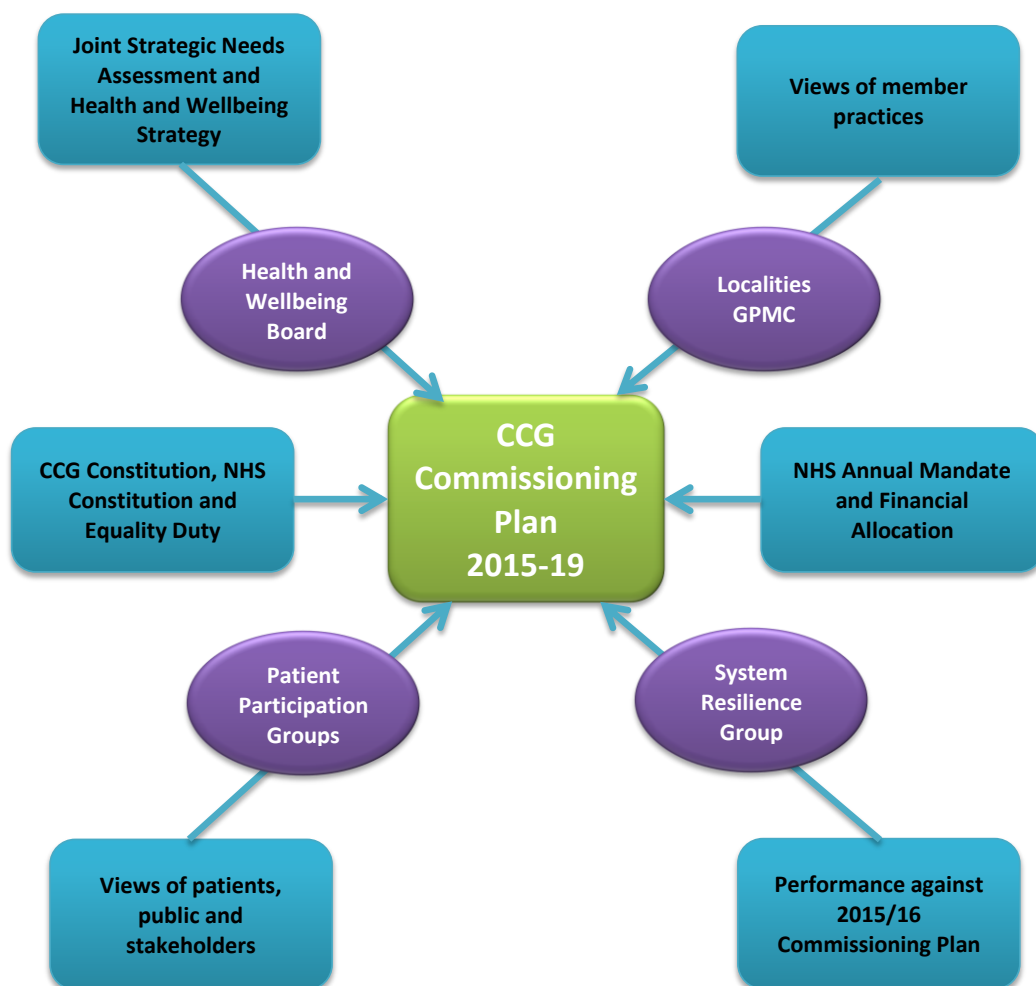 Joint Strategic Needs
Assessment and
Health and Wellbeing
Strategy
Views of member
practices
Health and
Wellbeing
Board
Localities
GPMC
CCG
Commissioning
Plan
2015-19
CCG Constitution, NHS
Constitution and
Equality Duty
NHS Annual Mandate
and Financial
Allocation
Patient
Participation
Groups
System
Resilience
Group
Views of patients,
public and
stakeholders
Performance against
2015/16
Commissioning Plan